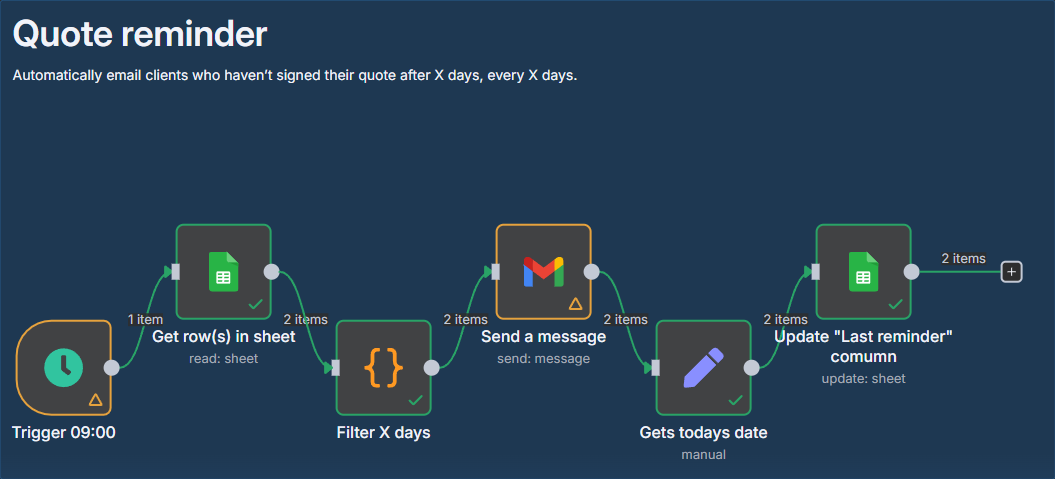 Quote reminder
Automatically email clients who haven't signed their quote after X days, every X days.
1 item
Get row(s) in sheet
read: sheet
2 items
2 items
Send a message
send: message
2 items
2 items
Update "Last reminder"
comumn
update: sheet
2 items
Trigger 09:00
Filter X days
Gets todays date
manual